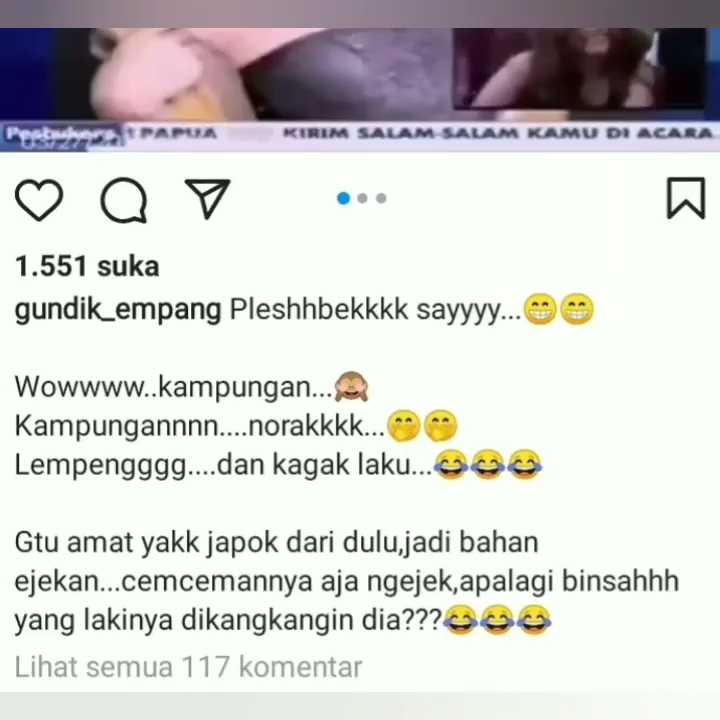 Pesbukers
PAPUA KIRIM SALAM-SALAM KAMU DI ACARA
1.551 suka
gundik_empang Pleshhbekkkk sayyyy...😁😁
Wowwww..kampungan...🙈
Kampungannnn....norakkkk...🤭🤭
Lempengggg....dan kagak laku...😂😂😂
Gtu amat yakk japok dari dulu,jadi bahan
ejekan...cemcemannya aja ngejek,apalagi binsahhh
yang lakinya dikangkangin dia???😂😂😂
Lihat semua 117 komentar